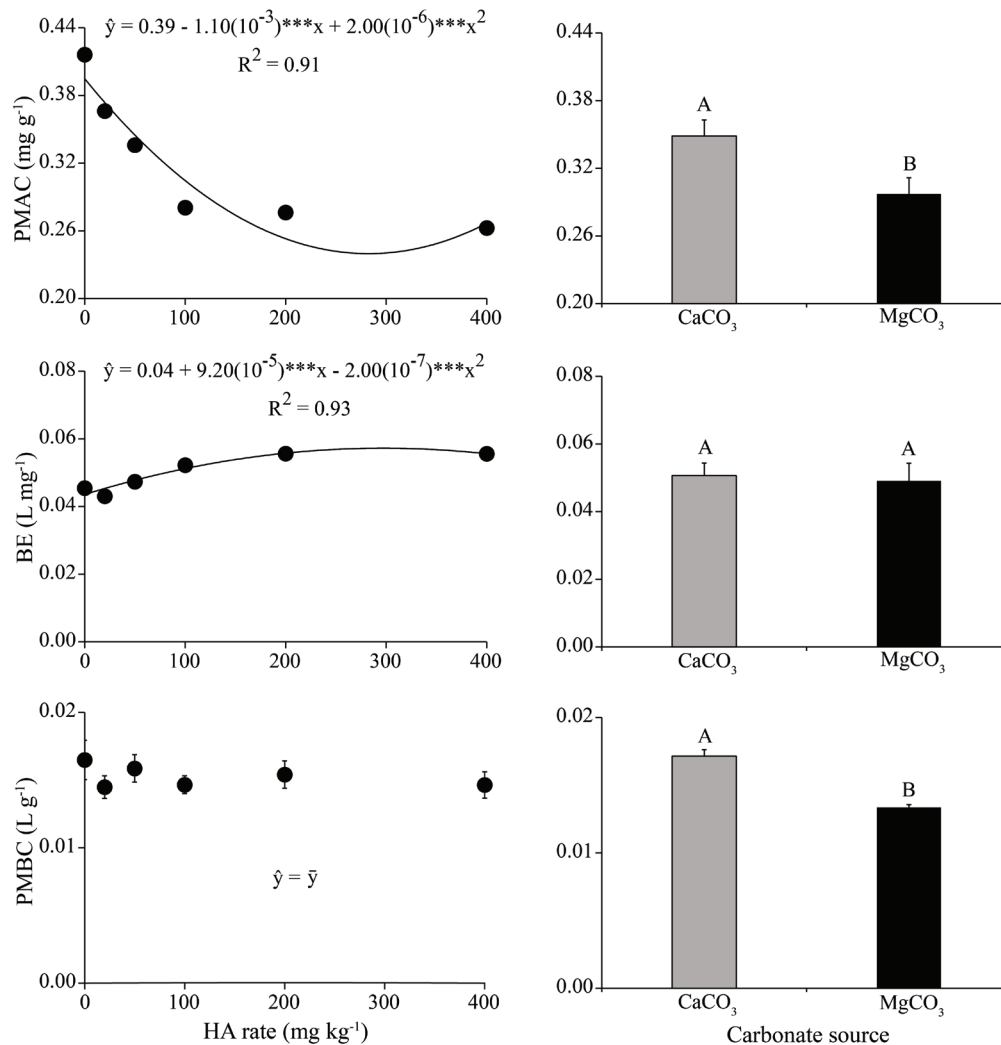 ŷ = 0.39 - 1.10(10⁻³)***x + 2.00(10⁻⁶)***x²
R² = 0.91
PMAC (mg g⁻¹)
0.44
0.38
0.32
0.26
0.20
0
100
200
300
400
0.44
0.38
0.32
0.26
0.20
A
B
CaCO₃
MgCO₃
ŷ = 0.04 + 9.20(10⁻⁵)***x - 2.00(10⁻⁷)***x²
R² = 0.93
BE (L mg⁻¹)
0.08
0.06
0.04
0.02
0.00
0
100
200
300
400
0.08
0.06
0.04
0.02
0.00
A
A
CaCO₃
MgCO₃
PMBC (L g⁻¹)
0.02
0.01
0.00
ŷ = ȳ
0
100
200
300
400
HA rate (mg kg⁻¹)
0.02
0.01
0.00
A
B
CaCO₃
MgCO₃
Carbonate source